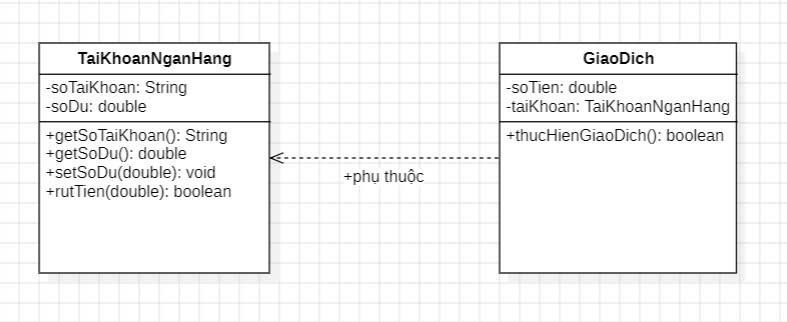 TaiKhoanNganHang
-soTaiKhoan: String
-soDu: double
+getSoTaiKhoan(): String
+getSoDu(): double
+setSoDu(double): void
+rutTien(double): boolean
+phụ thuộc
GiaoDich
-soTien: double
-taiKhoan: TaiKhoanNganHang
+thucHienGiaoDich(): boolean